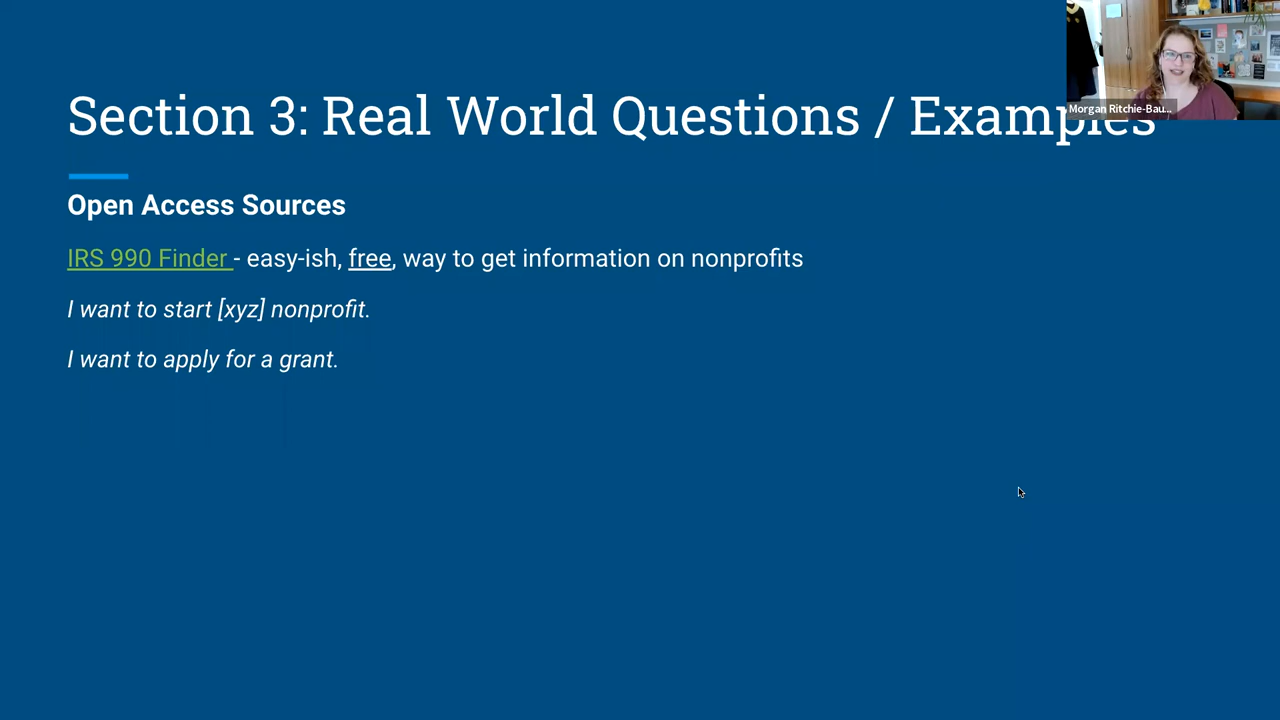 Section 3: Real World Questions / Examples
Morgan Ritchie-Bau...
Open Access Sources
IRS 990 Finder - easy-ish, free, way to get information on nonprofits
I want to start [xyz] nonprofit.
I want to apply for a grant.